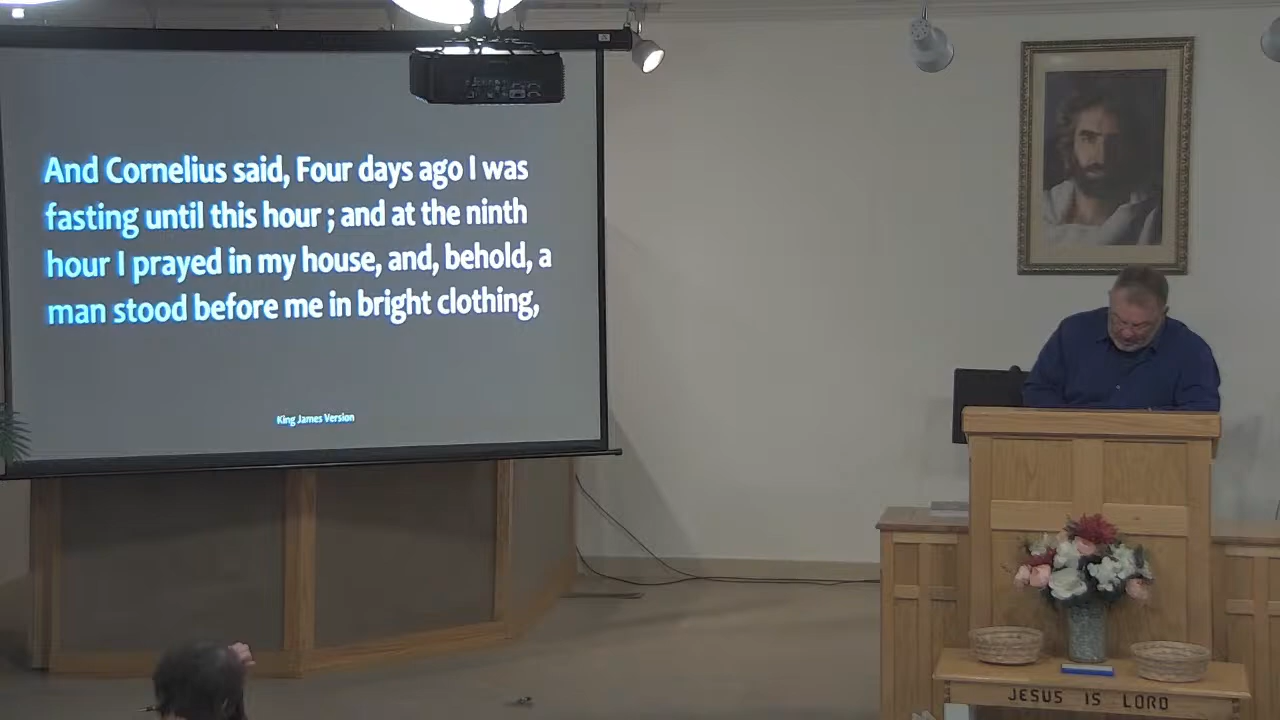 And Cornelius said, Four days ago I was
fasting until this hour ; and at the ninth
hour I prayed in my house, and, behold, a
man stood before me in bright clothing,
King James Version
JESUS IS LORD